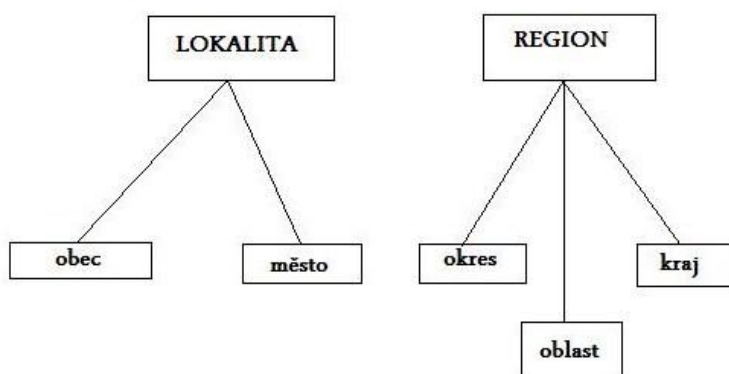 LOKALITA
REGION
obec
město
okres
kraj
oblast